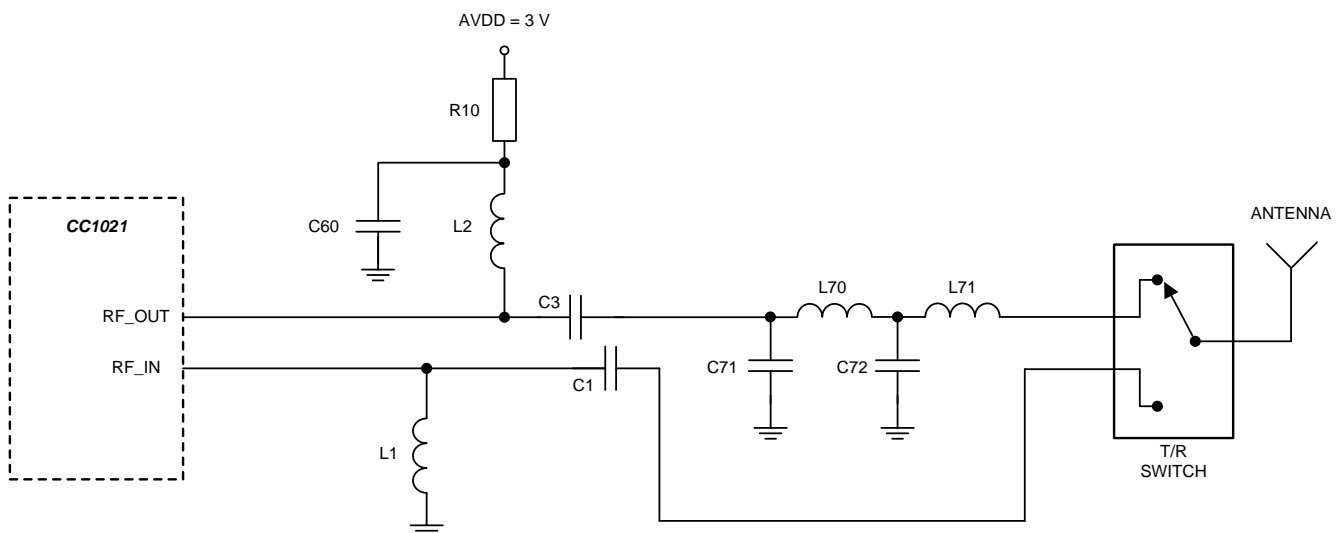 AVDD = 3 V
R10
CC1021
C60
L2
ANTENNA
C3
L70
L71
RF_OUT
RF_IN
C1
C71
C72
L1
T/R
SWITCH